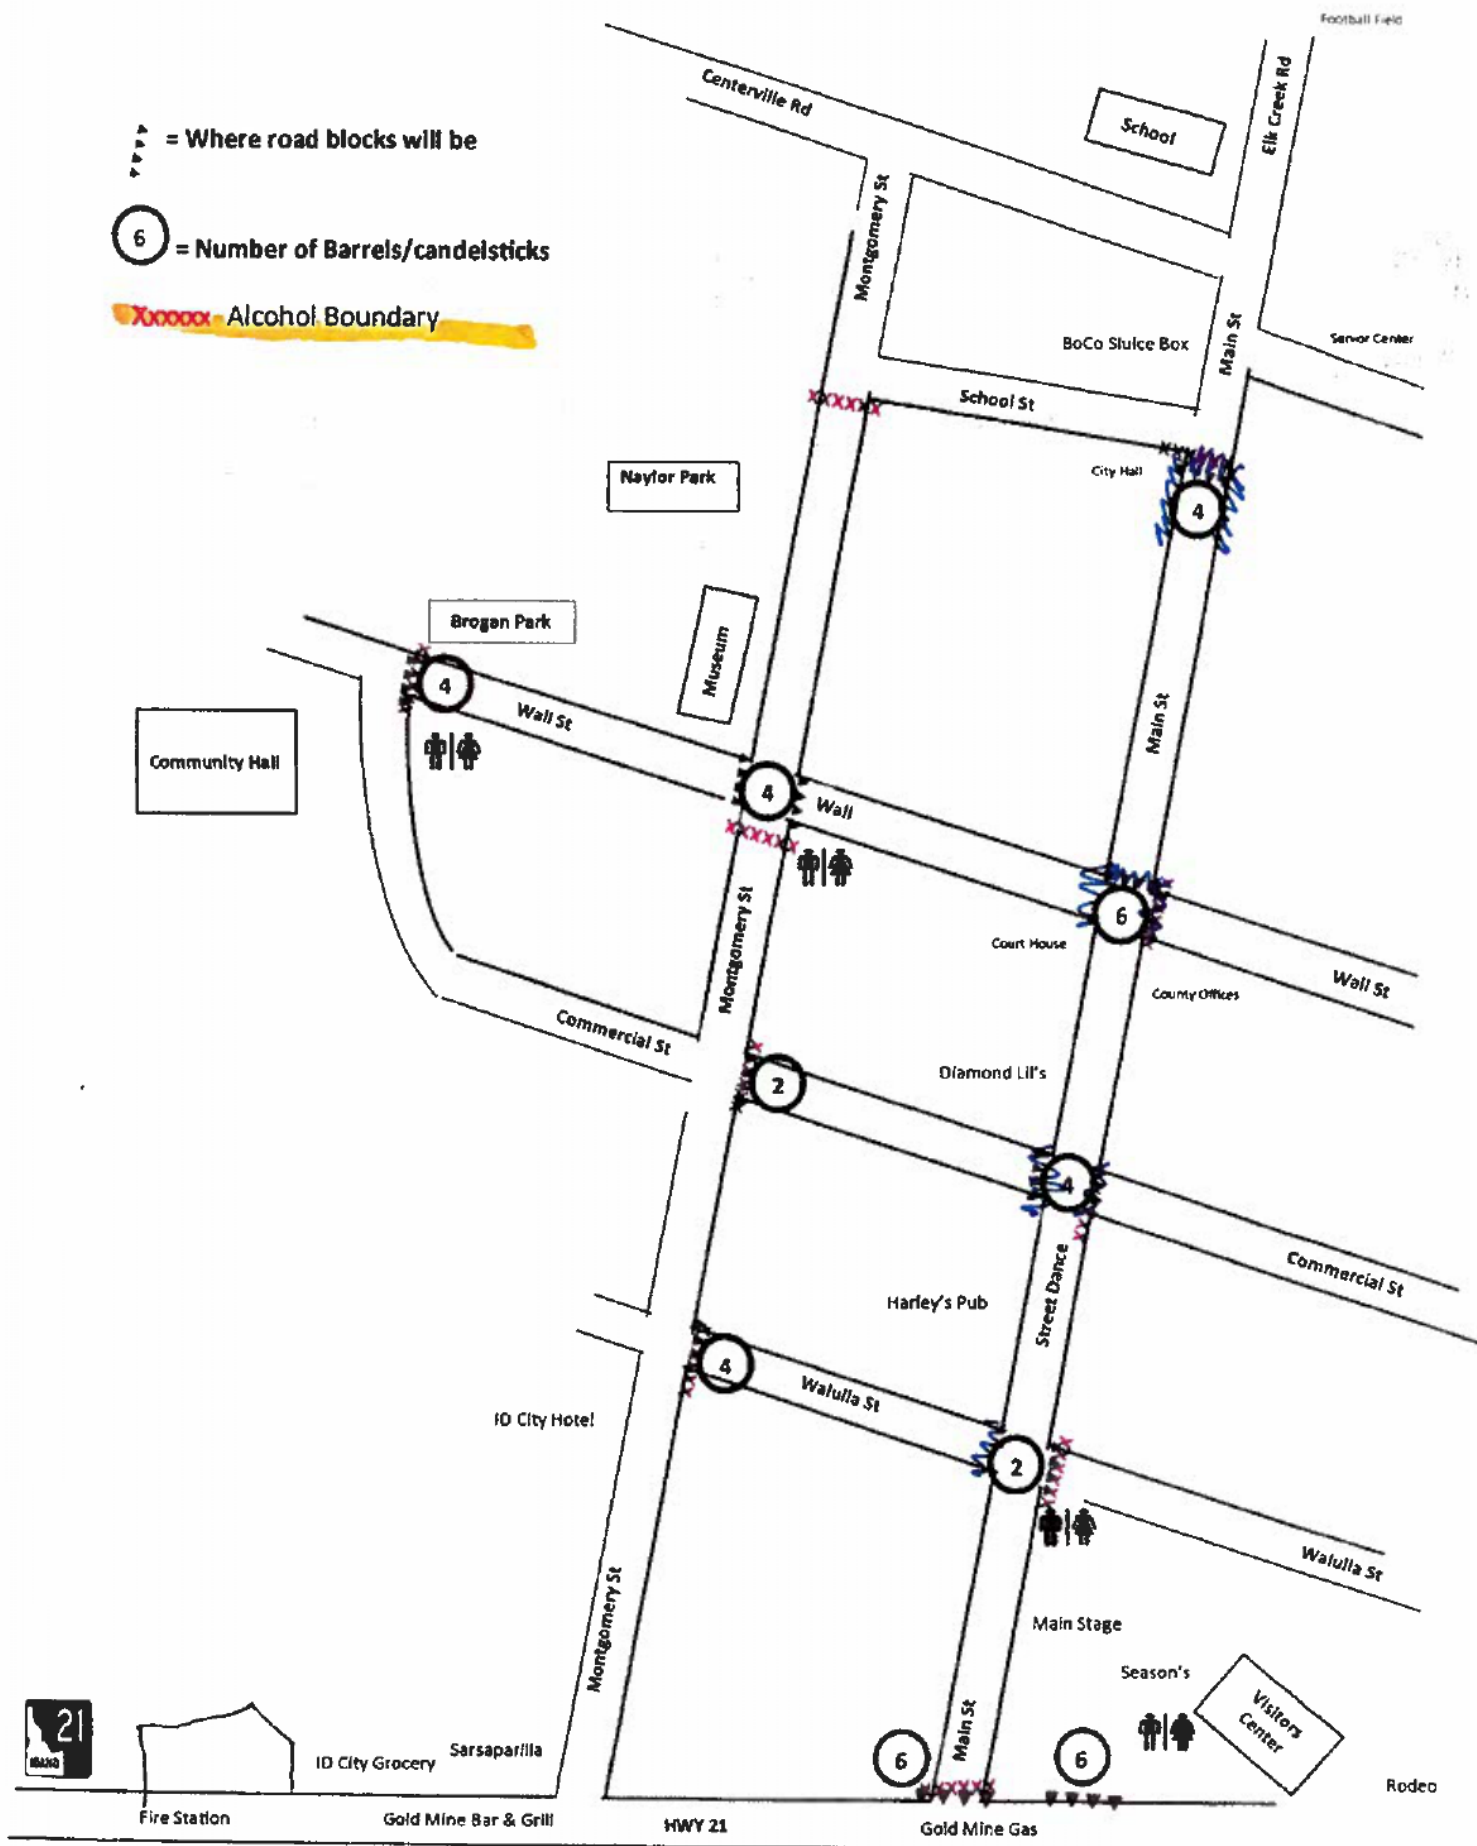 Football Field
Centerville Rd
School
Elk Creek Rd
= Where road blocks will be
6
= Number of Barrels/candelsticks
Xxxxxx Alcohol Boundary
Montgomery St
BoCo Sluice Box
Main St
Senior Center
XXXXXX
School St
City Hall
4
Naylor Park
Brogan Park
Museum
4
Wall St
Main St
Community Hall
4
Wall
XXXXXX
6
Court House
Wall St
County Offices
Montgomery St
Commercial St
2
Diamond Lil's
4
Commercial St
Street Dance
Harley's Pub
4
Walulla St
ID City Hotel
2
Walulla St
Montgomery St
Main Stage
Season's
Visitors
Center
21
IDAHO
Main St
6
6
Sarsaparilla
ID City Grocery
Rodeo
Fire Station
Gold Mine Bar & Grill
HWY 21
Gold Mine Gas